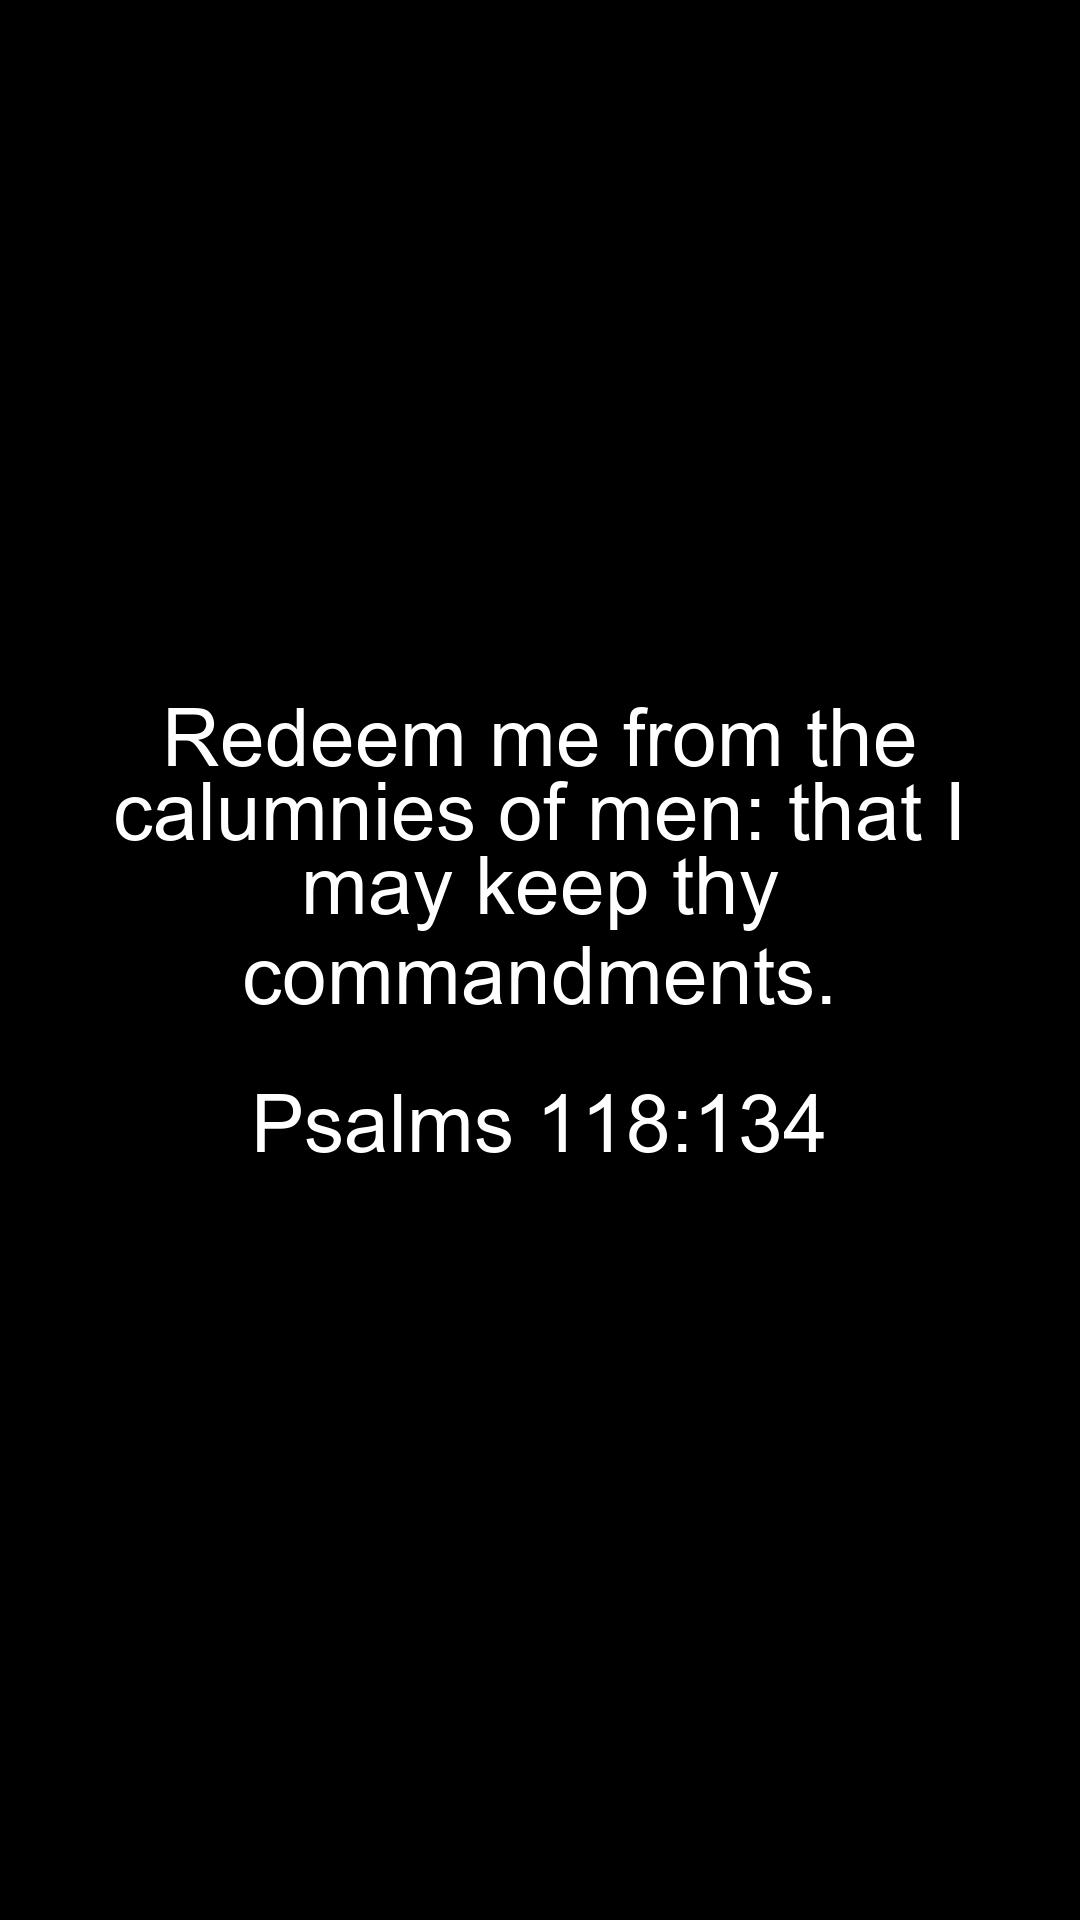 Redeem me from the
calumnies of men: that I
may keep thy
commandments.
Psalms 118:134